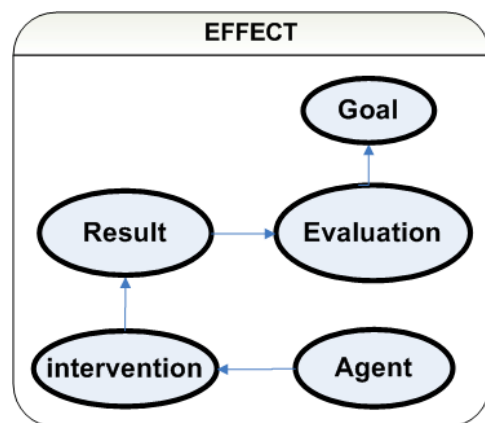 EFFECT
Goal
Result
Evaluation
intervention
Agent